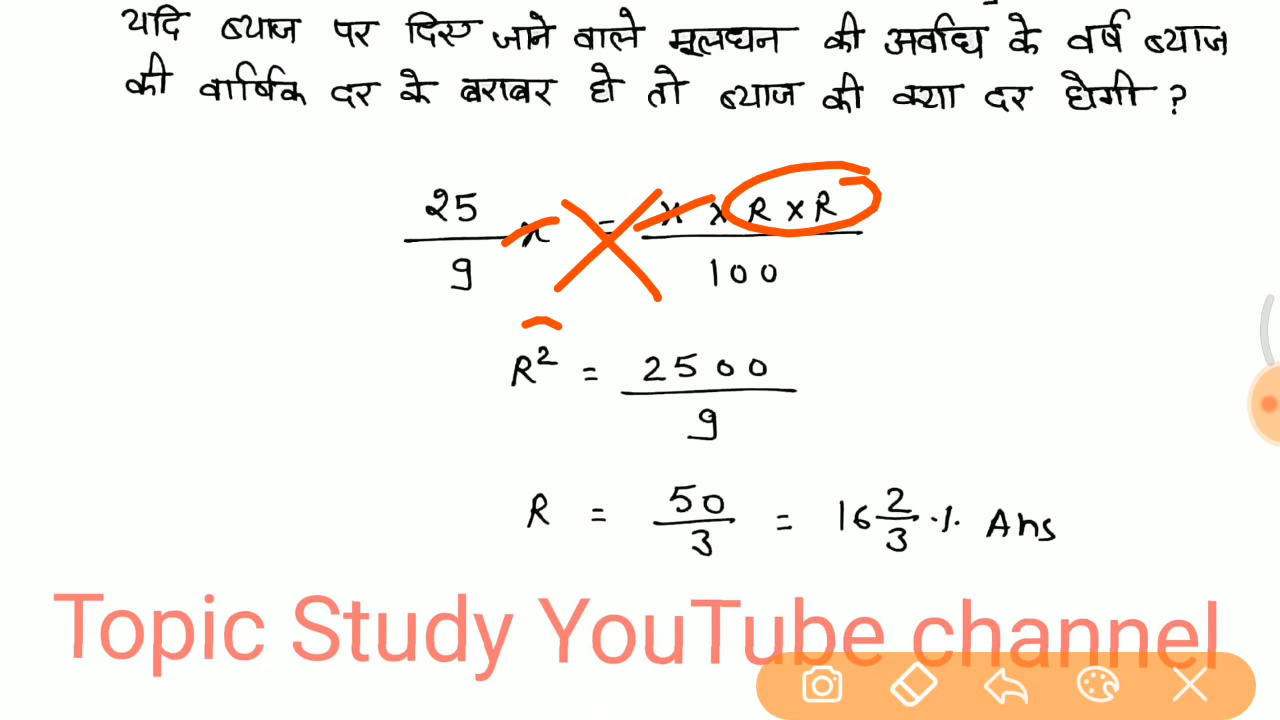 यदि ब्याज पर दिए जाने वाले मूलधन की अवधि के वर्ष ब्याज
की वार्षिक दर के बराबर हो तो ब्याज की क्या दर होगी ?
25/9 x = x × R × R / 100
R² = 2500/9
R = 50/3 = 16 2/3 % Ans
Topic Study YouTube channel